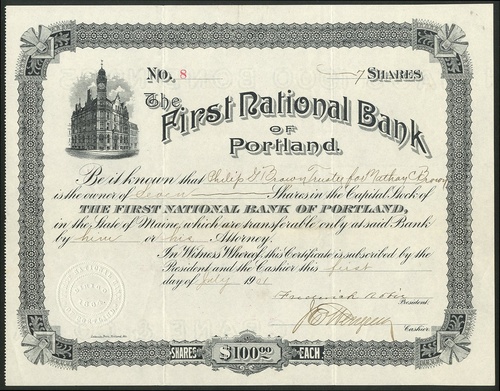 No. 8 7 SHARES
The First National Bank
OF
Portland.
Be it known that Philip G Brown Trustee for Nathan C Brown
is the owner of Seven Shares in the Capital Stock of
THE FIRST NATIONAL BANK OF PORTLAND,
in the State of Maine, which are transferable only at said Bank
by him or his Attorney.
In Witness Whereof, this Certificate is subscribed by the
President and the Cashier this first
day of July 1901
President.
Cashier.
SHARES $100.00 EACH